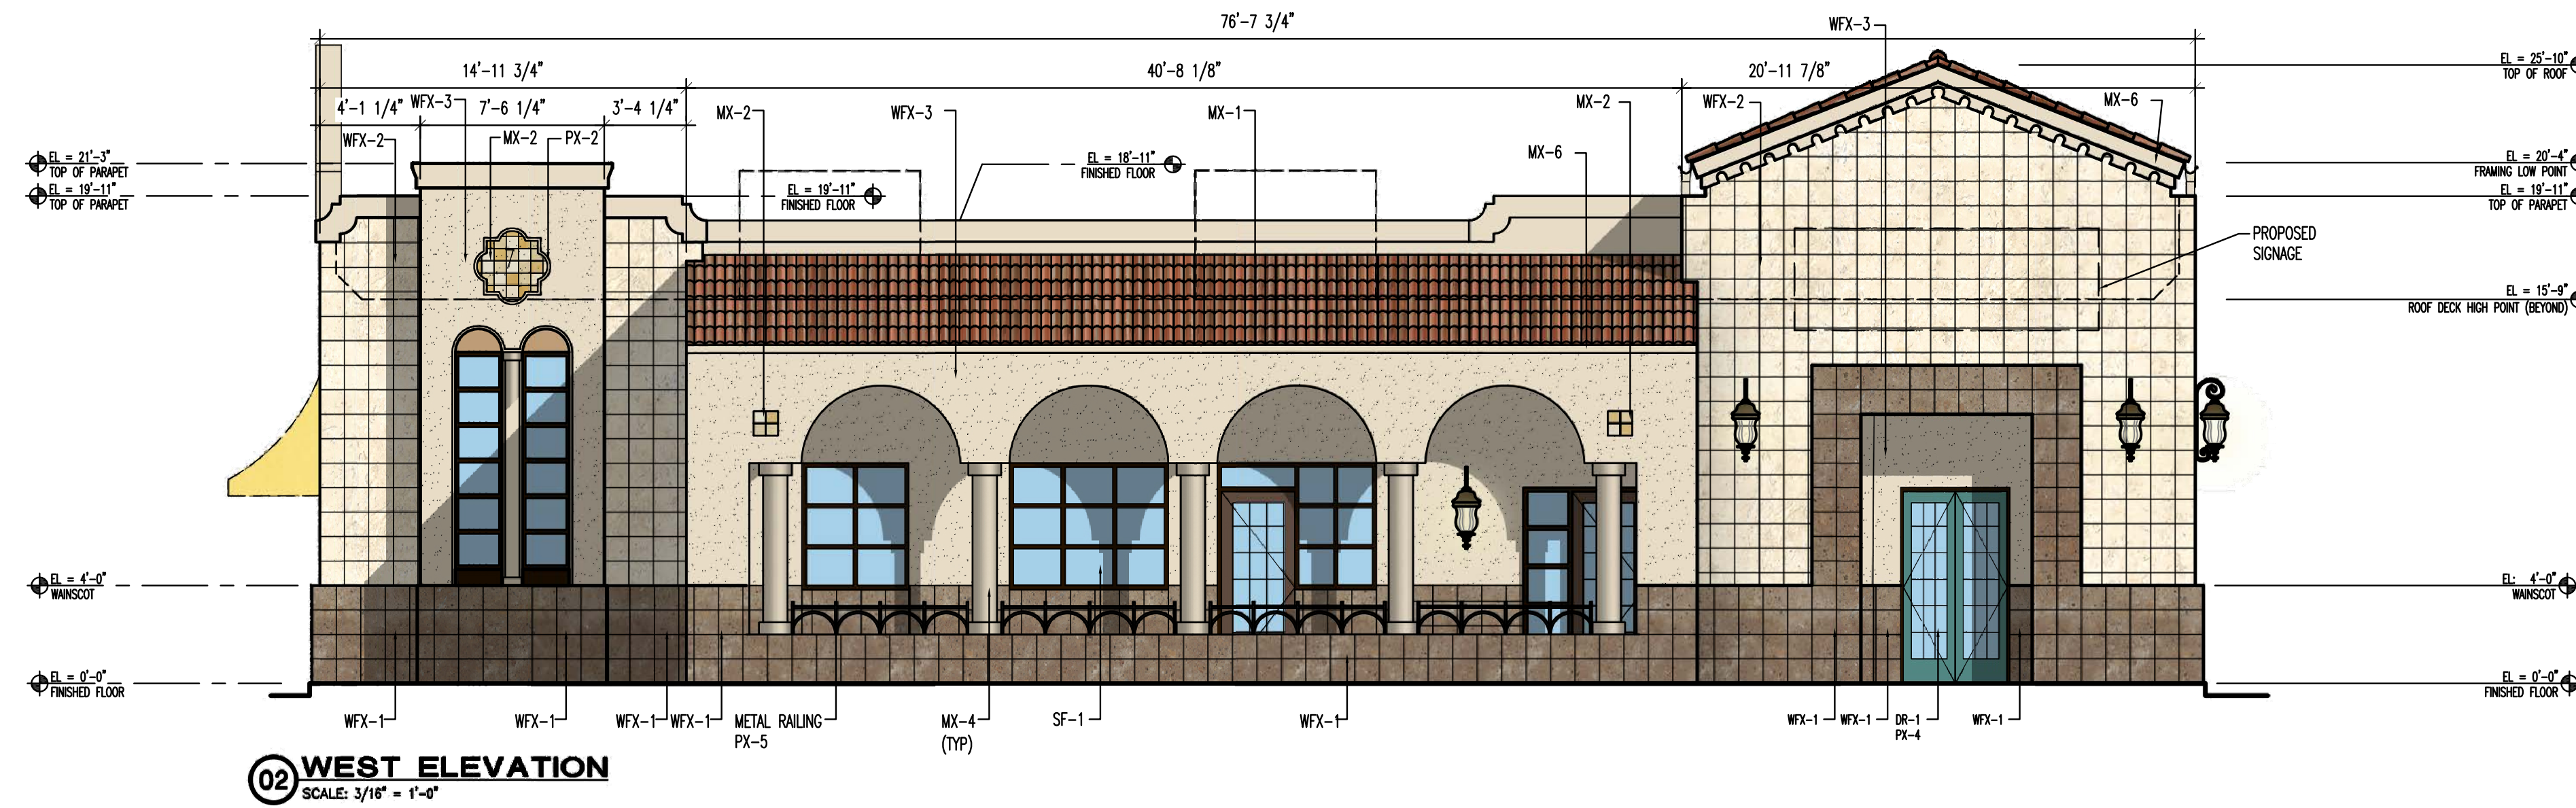 76'-7 3/4"
WFX-3
14'-11 3/4"
40'-8 1/8"
20'-11 7/8"
EL = 25'-10"
TOP OF ROOF
4'-1 1/4"
WFX-3
7'-6 1/4"
3'-4 1/4"
MX-2
WFX-3
MX-1
MX-2
WFX-2
MX-6
WFX-2
MX-2
PX-2
MX-6
EL = 21'-3"
TOP OF PARAPET
EL = 18'-11"
FINISHED FLOOR
EL = 20'-4"
FRAMING LOW POINT
EL = 19'-11"
TOP OF PARAPET
EL = 19'-11"
FINISHED FLOOR
EL = 19'-11"
TOP OF PARAPET
PROPOSED
SIGNAGE
EL = 15'-9"
ROOF DECK HIGH POINT (BEYOND)
EL = 4'-0"
WAINSCOT
EL: 4'-0"
WAINSCOT
EL = 0'-0"
FINISHED FLOOR
EL = 0'-0"
FINISHED FLOOR
WFX-1
WFX-1
WFX-1
WFX-1
METAL RAILING
PX-5
MX-4
(TYP)
SF-1
WFX-1
WFX-1
WFX-1
DR-1
PX-4
WFX-1
02 WEST ELEVATION
SCALE: 3/16" = 1'-0"